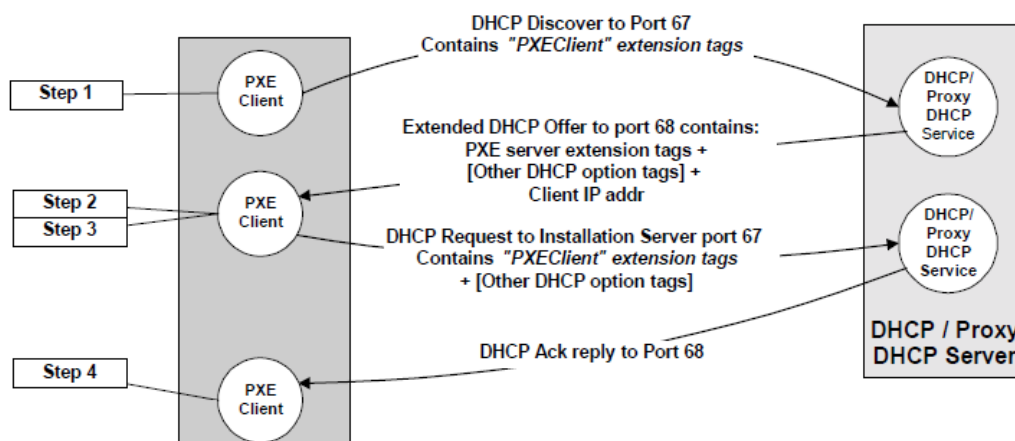 DHCP Discover to Port 67
Contains "PXEClient" extension tags
Step 1
PXE
Client
DHCP/
Proxy
DHCP
Service
Extended DHCP Offer to port 68 contains:
PXE server extension tags +
[Other DHCP option tags] +
Client IP addr
Step 2
Step 3
PXE
Client
DHCP/
Proxy
DHCP
Service
DHCP Request to Installation Server port 67
Contains "PXEClient" extension tags
+ [Other DHCP option tags]
DHCP / Proxy
DHCP Server
DHCP Ack reply to Port 68
Step 4
PXE
Client